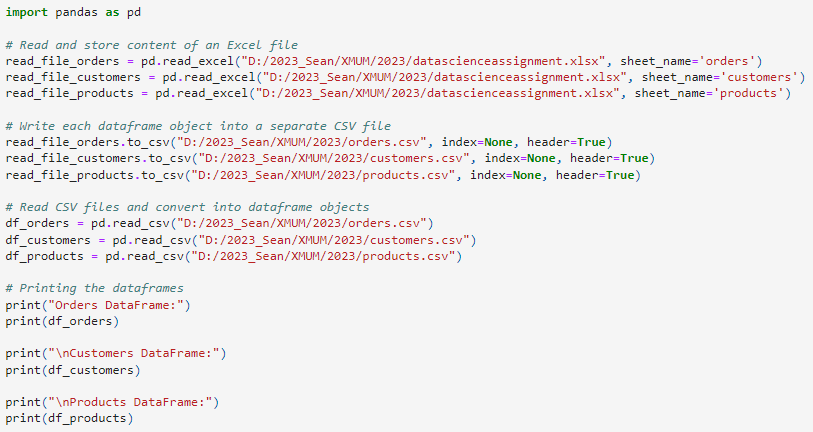 import pandas as pd
# Read and store content of an Excel file
read_file_orders = pd.read_excel("D:/2023_Sean/XMUM/2023/datascienceassignment.xlsx", sheet_name='orders')
read_file_customers = pd.read_excel("D:/2023_Sean/XMUM/2023/datascienceassignment.xlsx", sheet_name='customers')
read_file_products = pd.read_excel("D:/2023_Sean/XMUM/2023/datascienceassignment.xlsx", sheet_name='products')
# Write each dataframe object into a separate CSV file
read_file_orders.to_csv("D:/2023_Sean/XMUM/2023/orders.csv", index=None, header=True)
read_file_customers.to_csv("D:/2023_Sean/XMUM/2023/customers.csv", index=None, header=True)
read_file_products.to_csv("D:/2023_Sean/XMUM/2023/products.csv", index=None, header=True)
# Read CSV files and convert into dataframe objects
df_orders = pd.read_csv("D:/2023_Sean/XMUM/2023/orders.csv")
df_customers = pd.read_csv("D:/2023_Sean/XMUM/2023/customers.csv")
df_products = pd.read_csv("D:/2023_Sean/XMUM/2023/products.csv")
# Printing the dataframes
print("Orders DataFrame:")
print(df_orders)
print("\nCustomers DataFrame:")
print(df_customers)
print("\nProducts DataFrame:")
print(df_products)